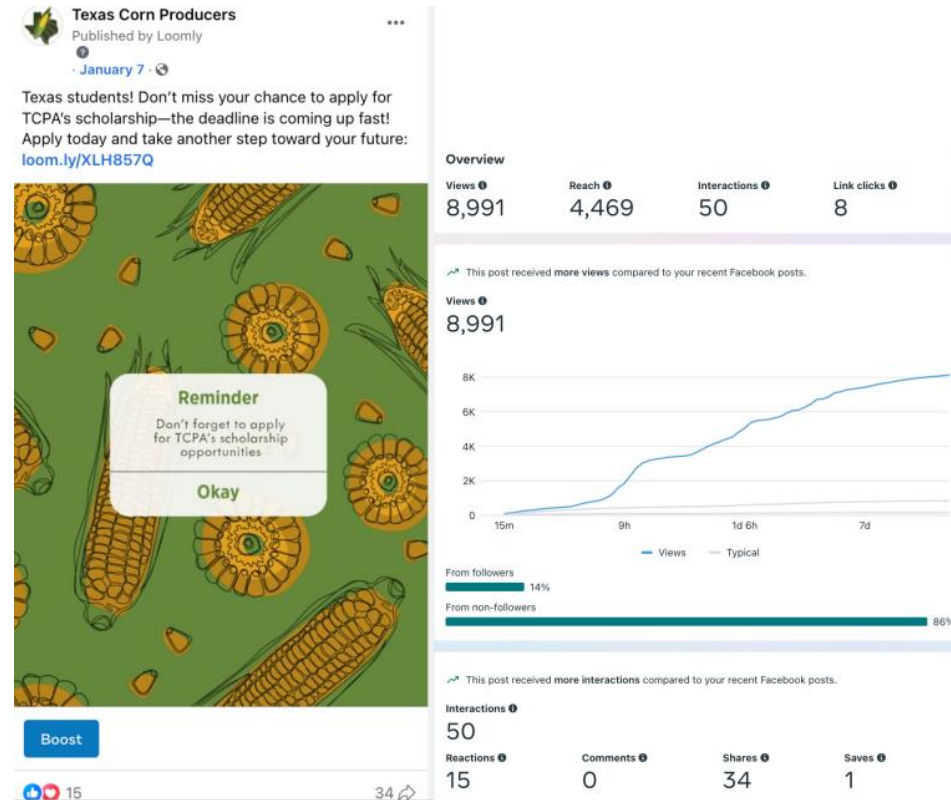 Texas Corn Producers
Published by Loomly
· January 7 ·
Texas students! Don't miss your chance to apply for
TCPA's scholarship—the deadline is coming up fast!
Apply today and take another step toward your future:
loom.ly/XLH857Q
Reminder
Don't forget to apply
for TCPA's scholarship
opportunities
Okay
Boost
15
34
Overview
Views Reach Interactions Link clicks
8,991 4,469 50 8
This post received more views compared to your recent Facebook posts.
Views
8,991
8K
6K
4K
2K
0
15m 9h 1d 6h 7d
Views Typical
From followers
14%
From non-followers
86%
This post received more interactions compared to your recent Facebook posts.
Interactions
50
Reactions Comments Shares Saves
15 0 34 1